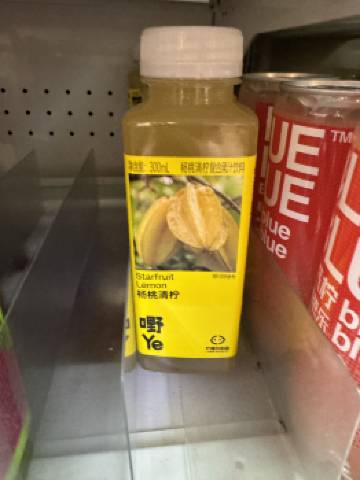 净含量：300mL 杨桃清柠复合果汁饮料
Starfruit
Lemon
杨桃清柠
嘢
Ye
UE
UE
blue
blue
TM